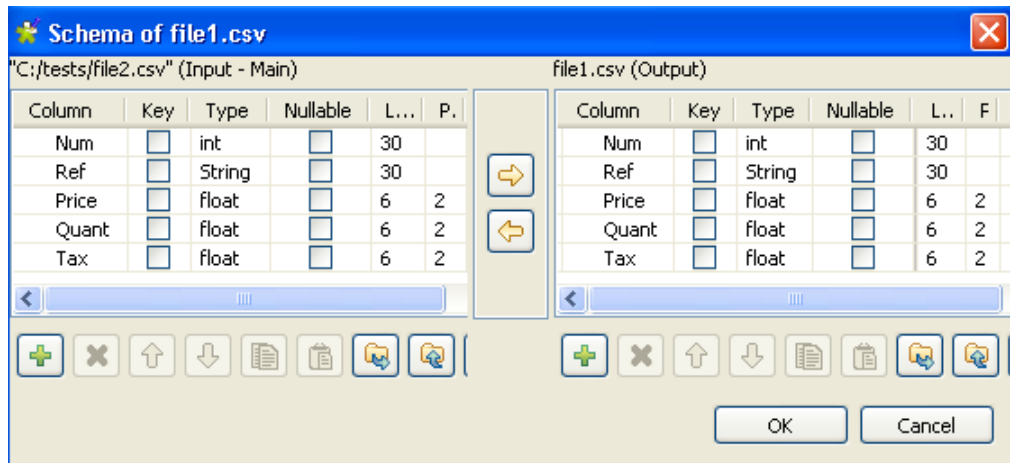 Schema of file1.csv
"C:/tests/file2.csv" (Input - Main)
Column Key Type Nullable L... P.
Num int 30
Ref String 30
Price float 6 2
Quant float 6 2
Tax float 6 2
file1.csv (Output)
Column Key Type Nullable L.. F
Num int 30
Ref String 30
Price float 6 2
Quant float 6 2
Tax float 6 2
OK Cancel